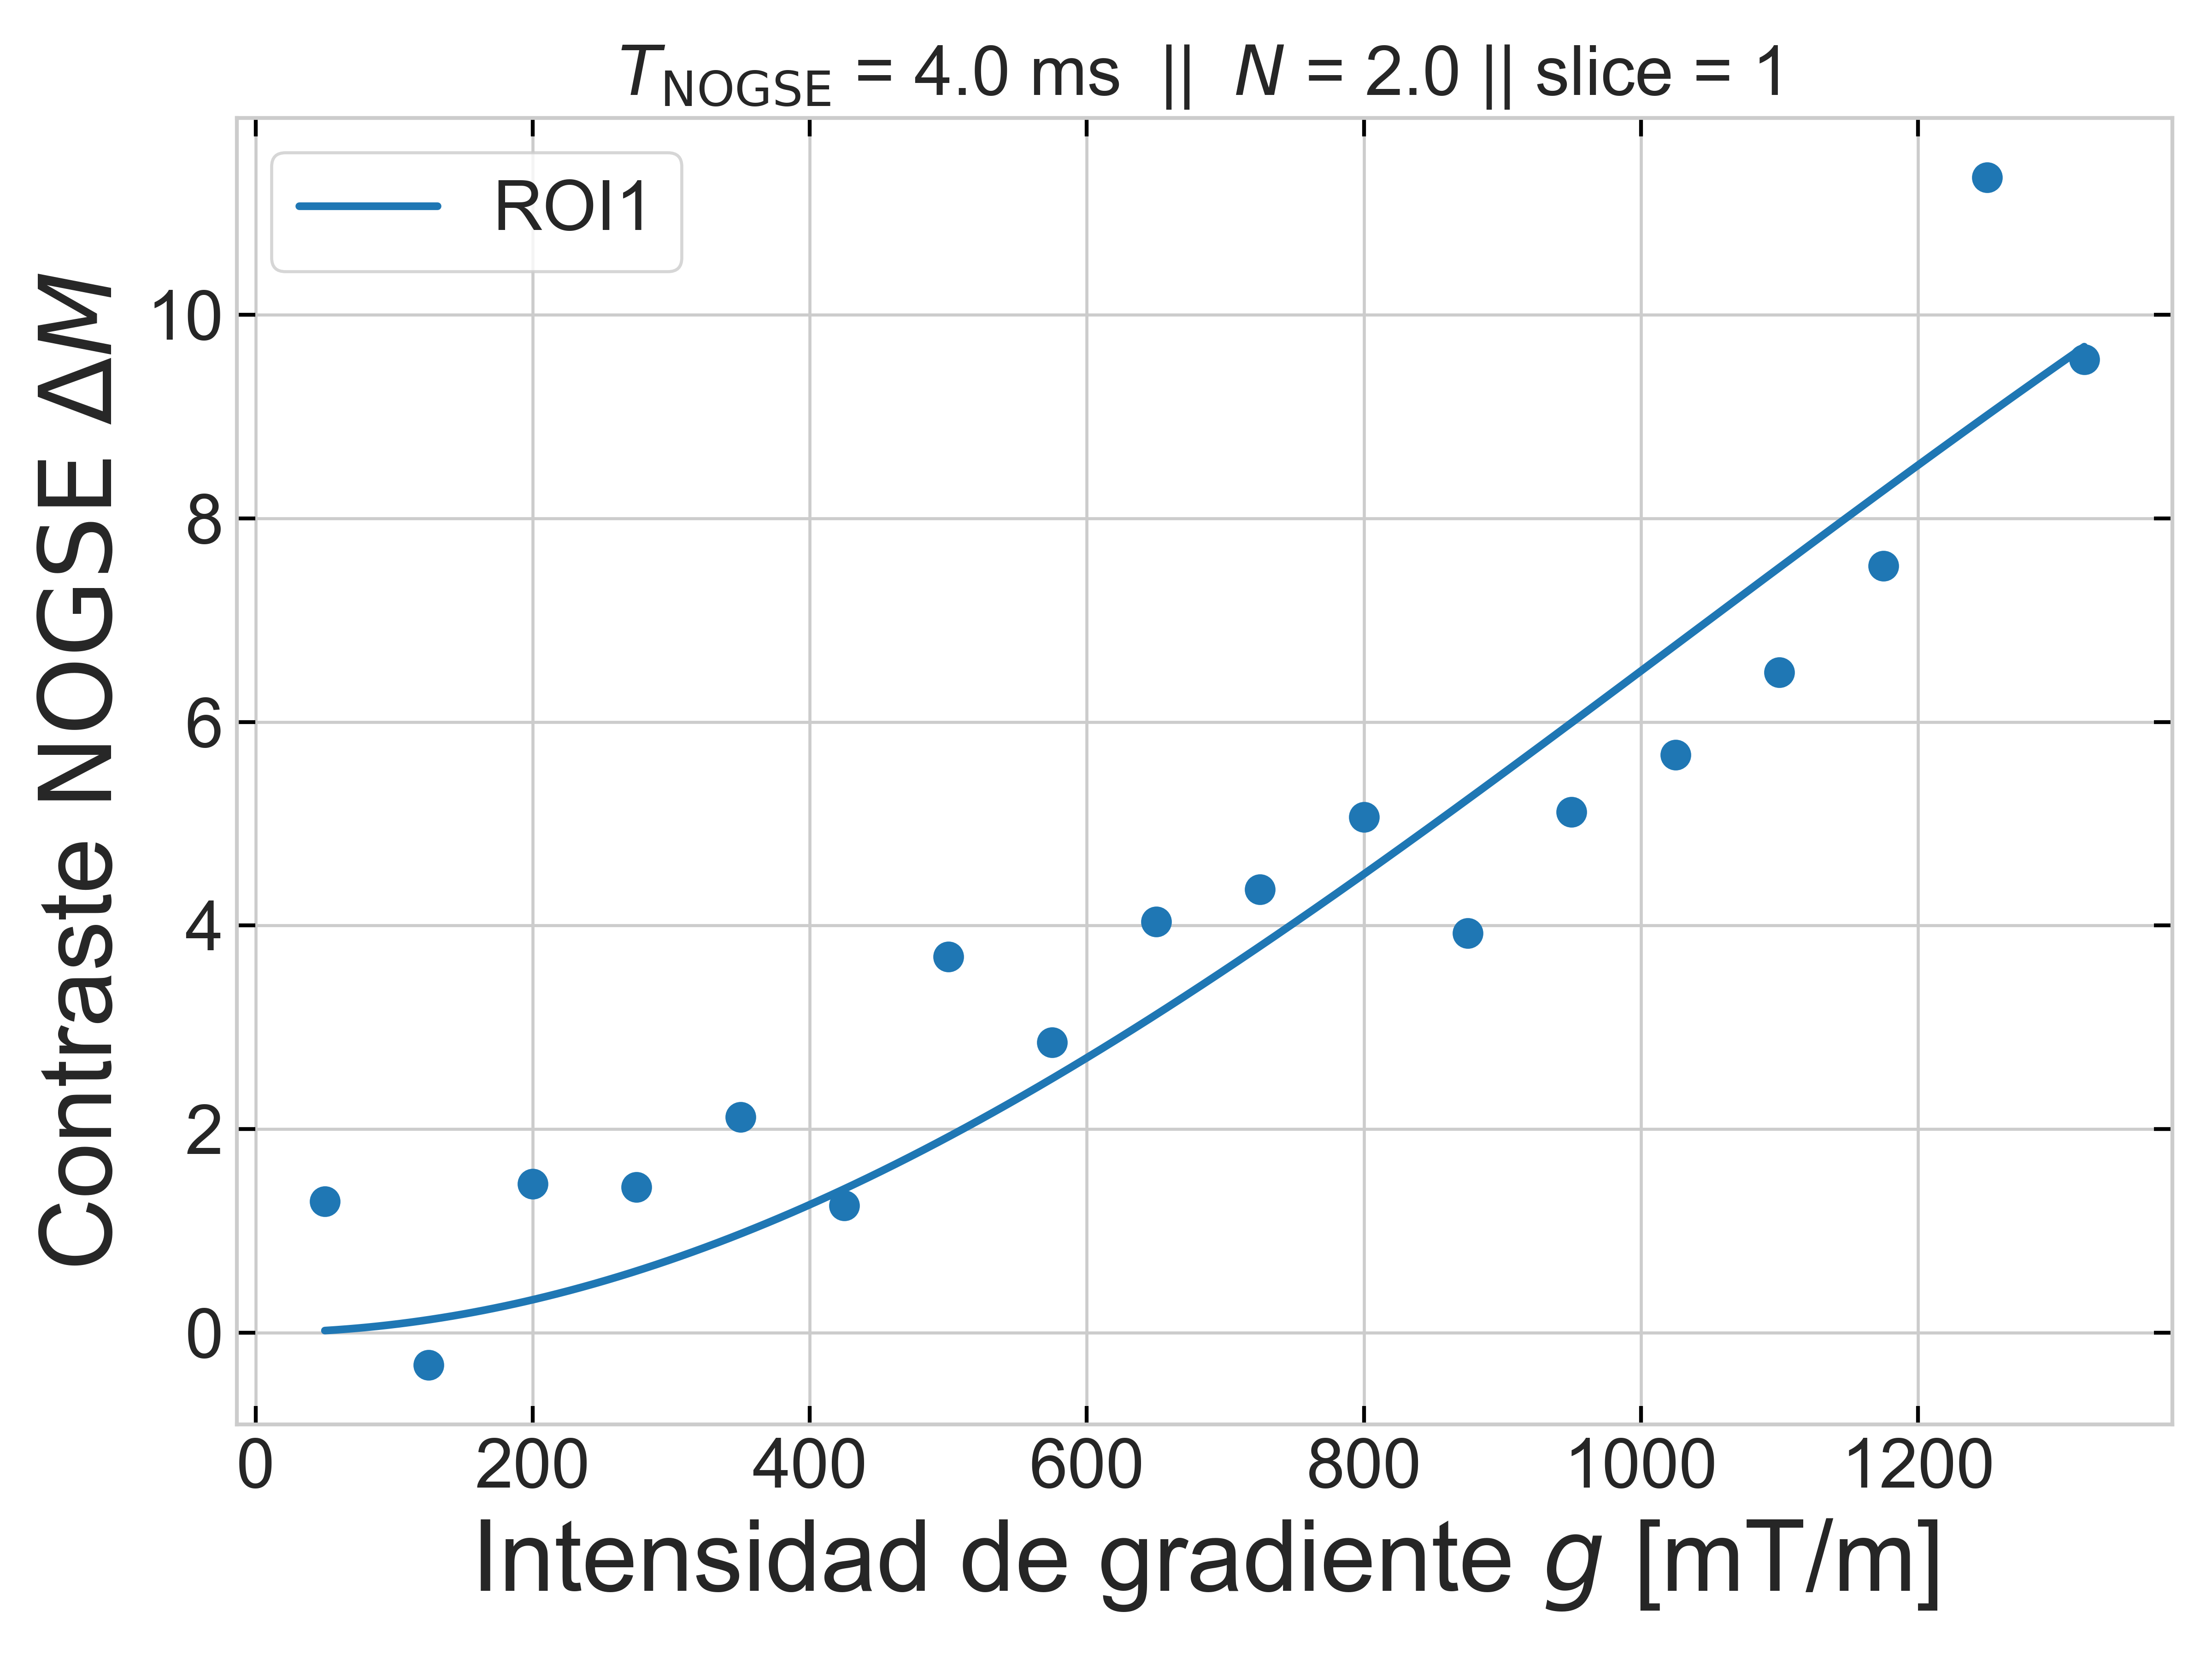 T_NOGSE = 4.0 ms || N = 2.0 || slice = 1
ROI1
Contraste NOGSE ΔM
10
8
6
4
2
0
0 200 400 600 800 1000 1200
Intensidad de gradiente g [mT/m]